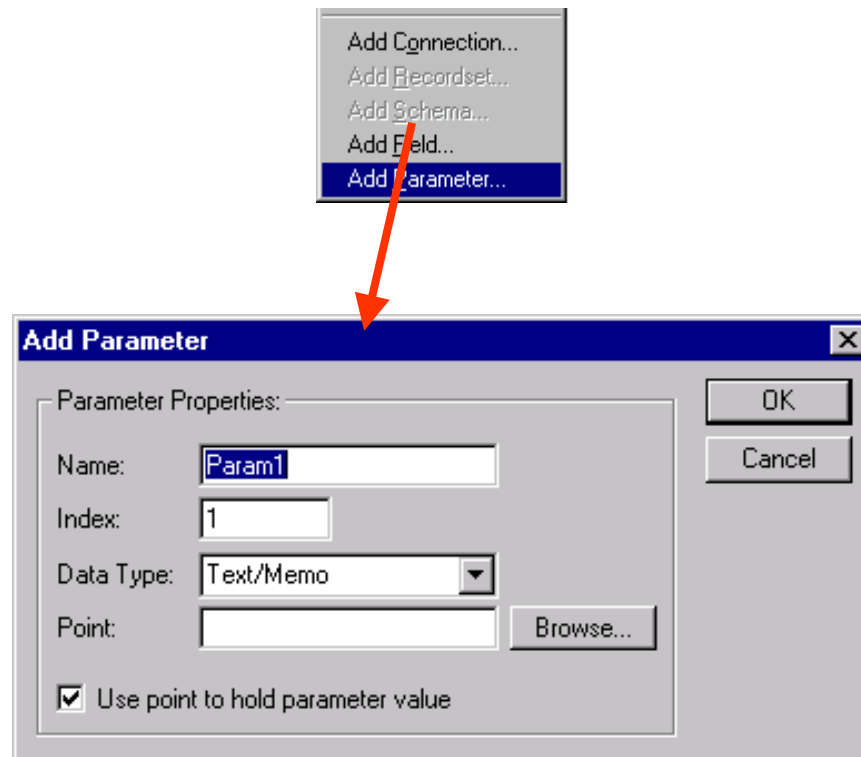 Add Connection...
Add Recordset...
Add Schema...
Add Field...
Add Parameter...
Add Parameter
Parameter Properties:
OK
Cancel
Name: Param1
Index: 1
Data Type: Text/Memo
Point: Browse...
Use point to hold parameter value